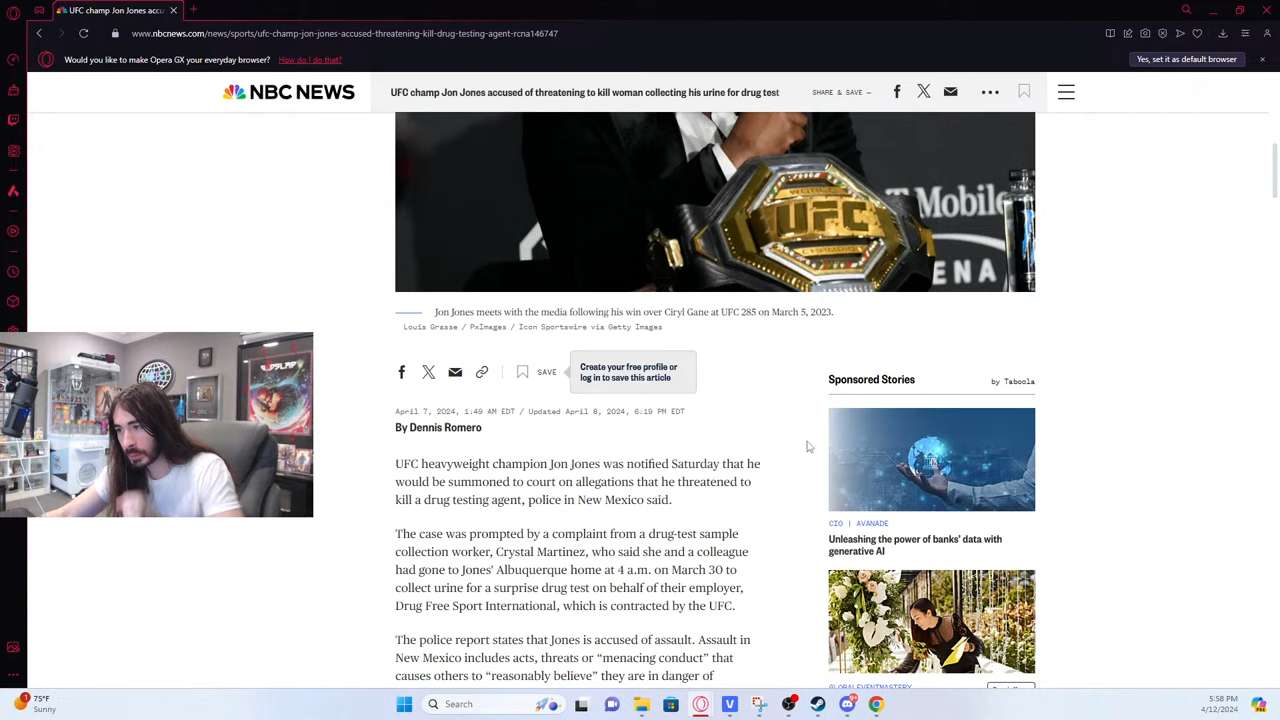 UFC champ Jon Jones accu
www.nbcnews.com/news/sports/ufc-champ-jon-jones-accused-threatening-kill-drug-testing-agent-rcna146747
Would you like to make Opera GX your everyday browser? How do I do that?
Yes, set it as default browser
NBC NEWS
UFC champ Jon Jones accused of threatening to kill woman collecting his urine for drug test
SHARE & SAVE —
WORLD
UFC
T Mobile
ENA
Jon Jones meets with the media following his win over Ciryl Gane at UFC 285 on March 5, 2023.
Louis Grasse / PxImages / Icon Sportswire via Getty Images
SAVE
Create your free profile or
log in to save this article
April 7, 2024, 1:49 AM EDT / Updated April 8, 2024, 6:19 PM EDT
By Dennis Romero
UFC heavyweight champion Jon Jones was notified Saturday that he
would be summoned to court on allegations that he threatened to
kill a drug testing agent, police in New Mexico said.
The case was prompted by a complaint from a drug-test sample
collection worker, Crystal Martinez, who said she and a colleague
had gone to Jones' Albuquerque home at 4 a.m. on March 30 to
collect urine for a surprise drug test on behalf of their employer,
Drug Free Sport International, which is contracted by the UFC.
The police report states that Jones is accused of assault. Assault in
New Mexico includes acts, threats or “menacing conduct” that
causes others to “reasonably believe” they are in danger of
Sponsored Stories
by Taboola
CIO | AVANADE
Unleashing the power of banks' data with
generative AI
GLOBALEVENTMASTERY
75°F
Sunny
Search
5:58 PM
4/12/2024